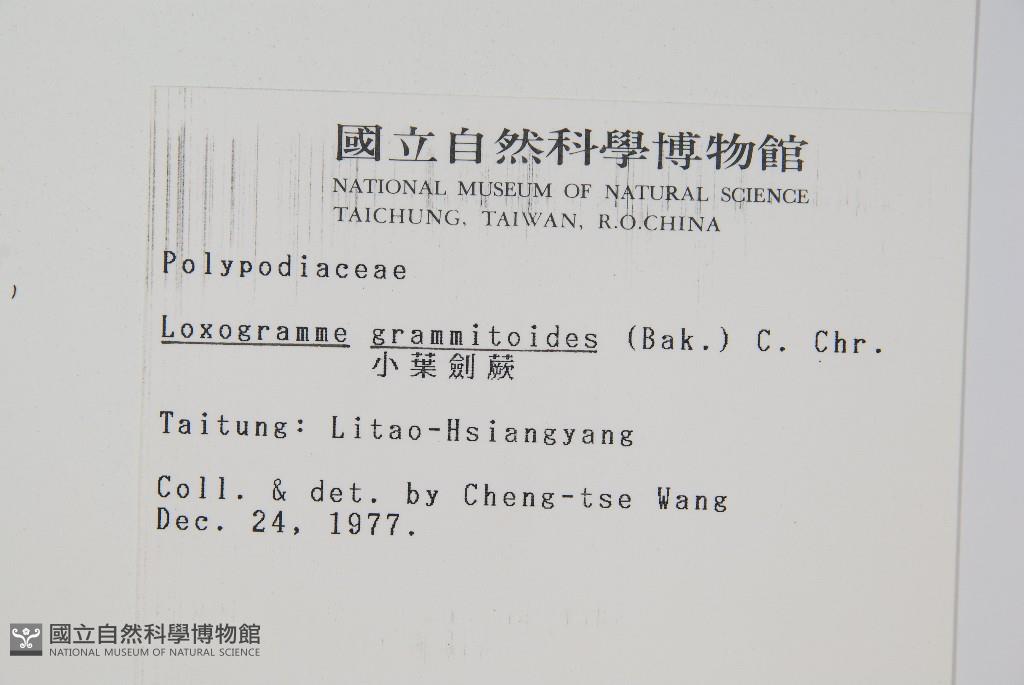 國立自然科學博物館
NATIONAL MUSEUM OF NATURAL SCIENCE
TAICHUNG, TAIWAN, R.O.CHINA
Polypodiaceae
Loxogramme grammitoides (Bak.) C. Chr.
小葉劍蕨
Taitung: Litao-Hsiangyang
Coll. & det. by Cheng-tse Wang
Dec. 24, 1977.
)
國立自然科學博物館
NATIONAL MUSEUM OF NATURAL SCIENCE